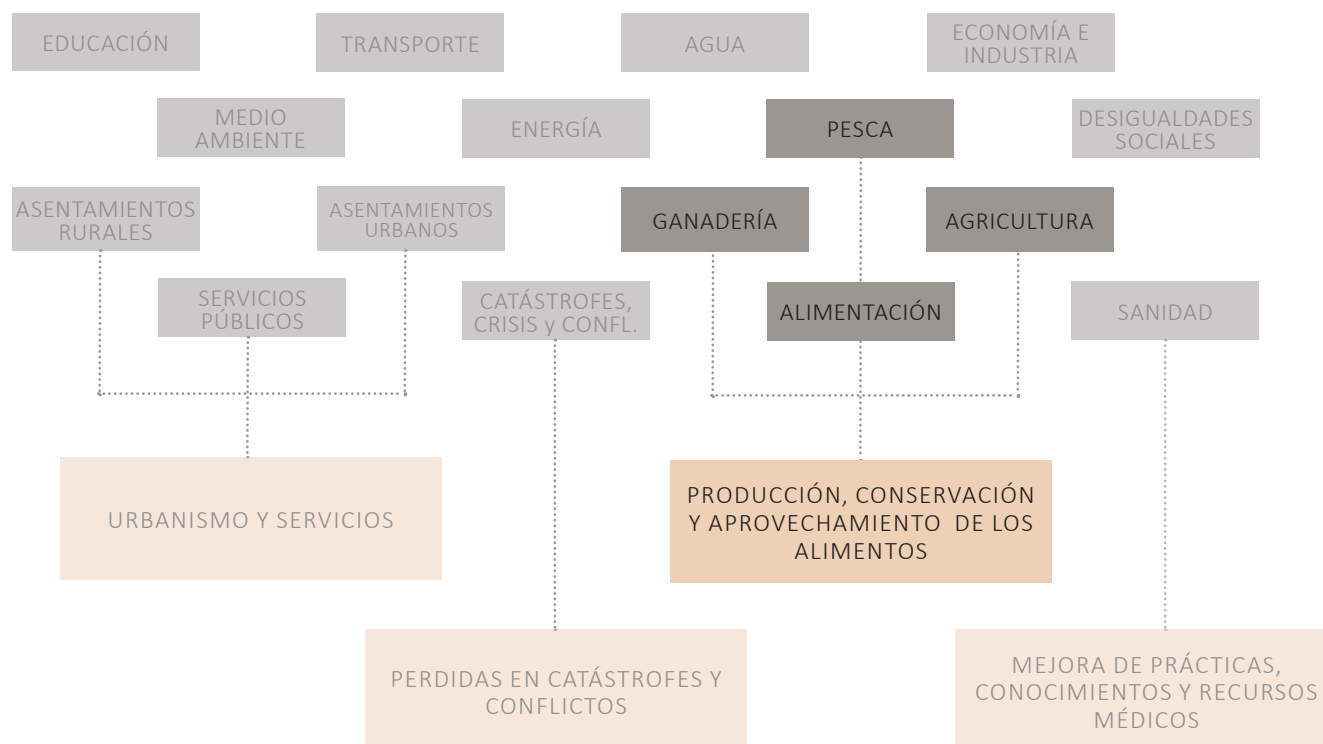 EDUCACIÓN
TRANSPORTE
AGUA
ECONOMÍA E
INDUSTRIA
MEDIO
AMBIENTE
ENERGÍA
PESCA
DESIGUALDADES
SOCIALES
ASENTAMIENTOS
RURALES
ASENTAMIENTOS
URBANOS
GANADERÍA
AGRICULTURA
SERVICIOS
PÚBLICOS
CATÁSTROFES,
CRISIS y CONFL.
ALIMENTACIÓN
SANIDAD
URBANISMO Y SERVICIOS
PRODUCCIÓN, CONSERVACIÓN
Y APROVECHAMIENTO DE LOS
ALIMENTOS
PERDIDAS EN CATÁSTROFES Y
CONFLICTOS
MEJORA DE PRÁCTICAS,
CONOCIMIENTOS Y RECURSOS
MÉDICOS